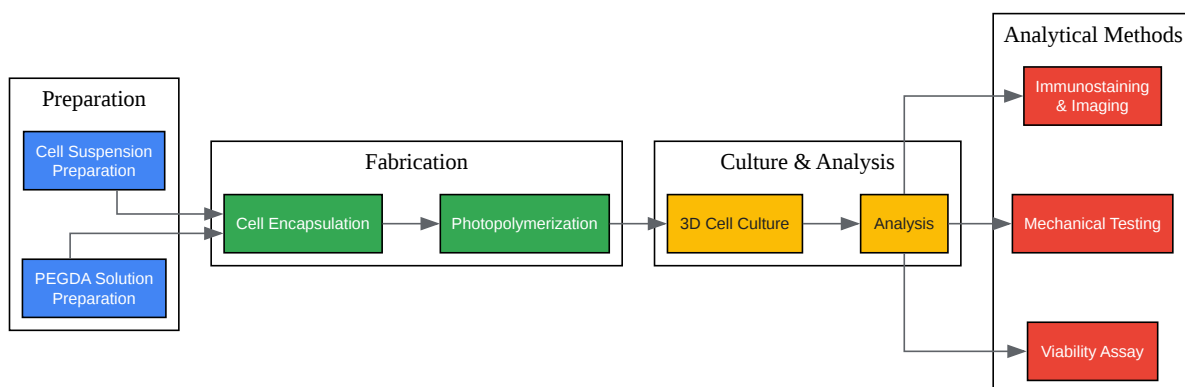 Preparation
Cell Suspension
Preparation
PEGDA Solution
Preparation
Fabrication
Cell Encapsulation
Photopolymerization
Culture & Analysis
3D Cell Culture
Analysis
Analytical Methods
Immunostaining
& Imaging
Mechanical Testing
Viability Assay